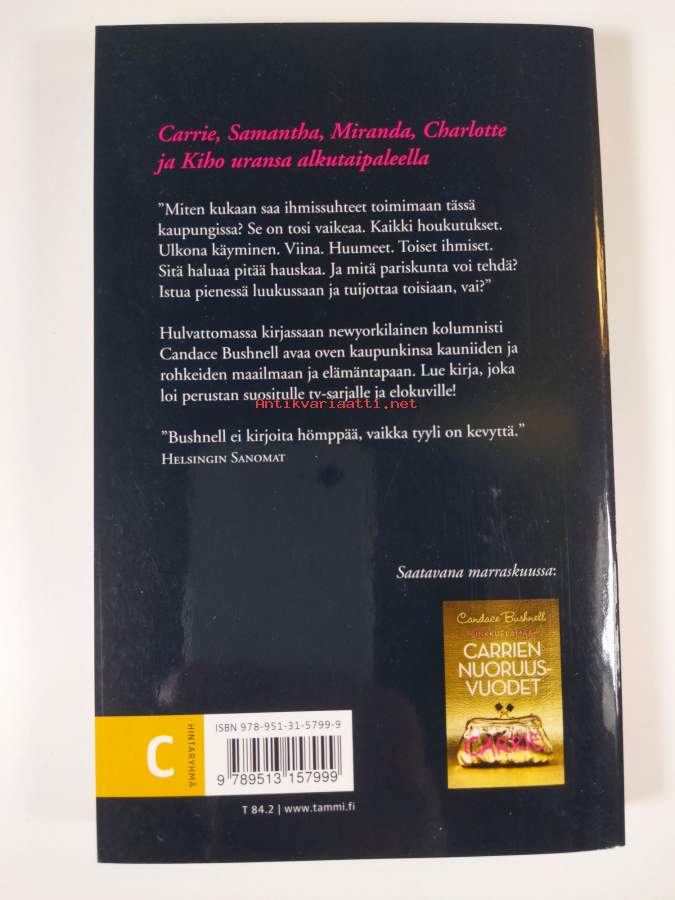 Carrie, Samantha, Miranda, Charlotte
ja Kiho uransa alkutaipaleella
”Miten kukaan saa ihmissuhteet toimimaan tässä
kaupungissa? Se on tosi vaikeaa. Kaikki houkutukset.
Ulkona käyminen. Viina. Huumeet. Toiset ihmiset.
Sitä haluaa pitää hauskaa. Ja mitä pariskunta voi tehdä?
Istua pienessä luukussaan ja tuijottaa toisiaan, vai?”
Hulvattomassa kirjassaan newyorkilainen kolumnisti
Candace Bushnell avaa oven kaupunkinsa kauniiden ja
rohkeiden maailmaan ja elämäntapaan. Lue kirja, joka
loi perustan suositulle tv-sarjalle ja elokuville!
Antikvariaatti.net
”Bushnell ei kirjoita hömppää, vaikka tyyli on kevyttä.”
HELSINGIN SANOMAT
Saatavana marraskuussa:
Candace Bushnell
SINKKUELÄMÄÄ
CARRIEN
NUORUUS-
VUODET
CARRIE
C
HINTARYHMÄ
ISBN 978-951-31-5799-9
9 789513 157999
T 84.2 | www.tammi.fi